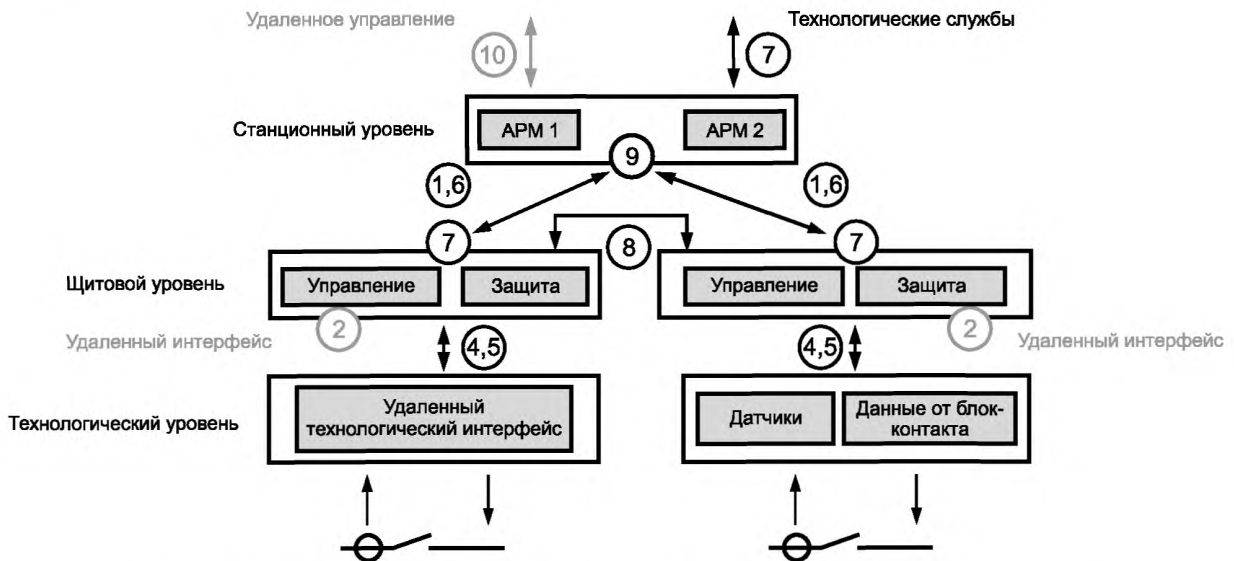 Удаленное управление
Технологические службы
10
7
Станционный уровень
АРМ 1
АРМ 2
9
1,6
1,6
7
8
7
Щитовой уровень
Управление
Защита
Управление
Защита
2
2
Удаленный интерфейс
4,5
4,5
Удаленный интерфейс
Технологический уровень
Удаленный
технологический интерфейс
Датчики
Данные от блок-
контакта